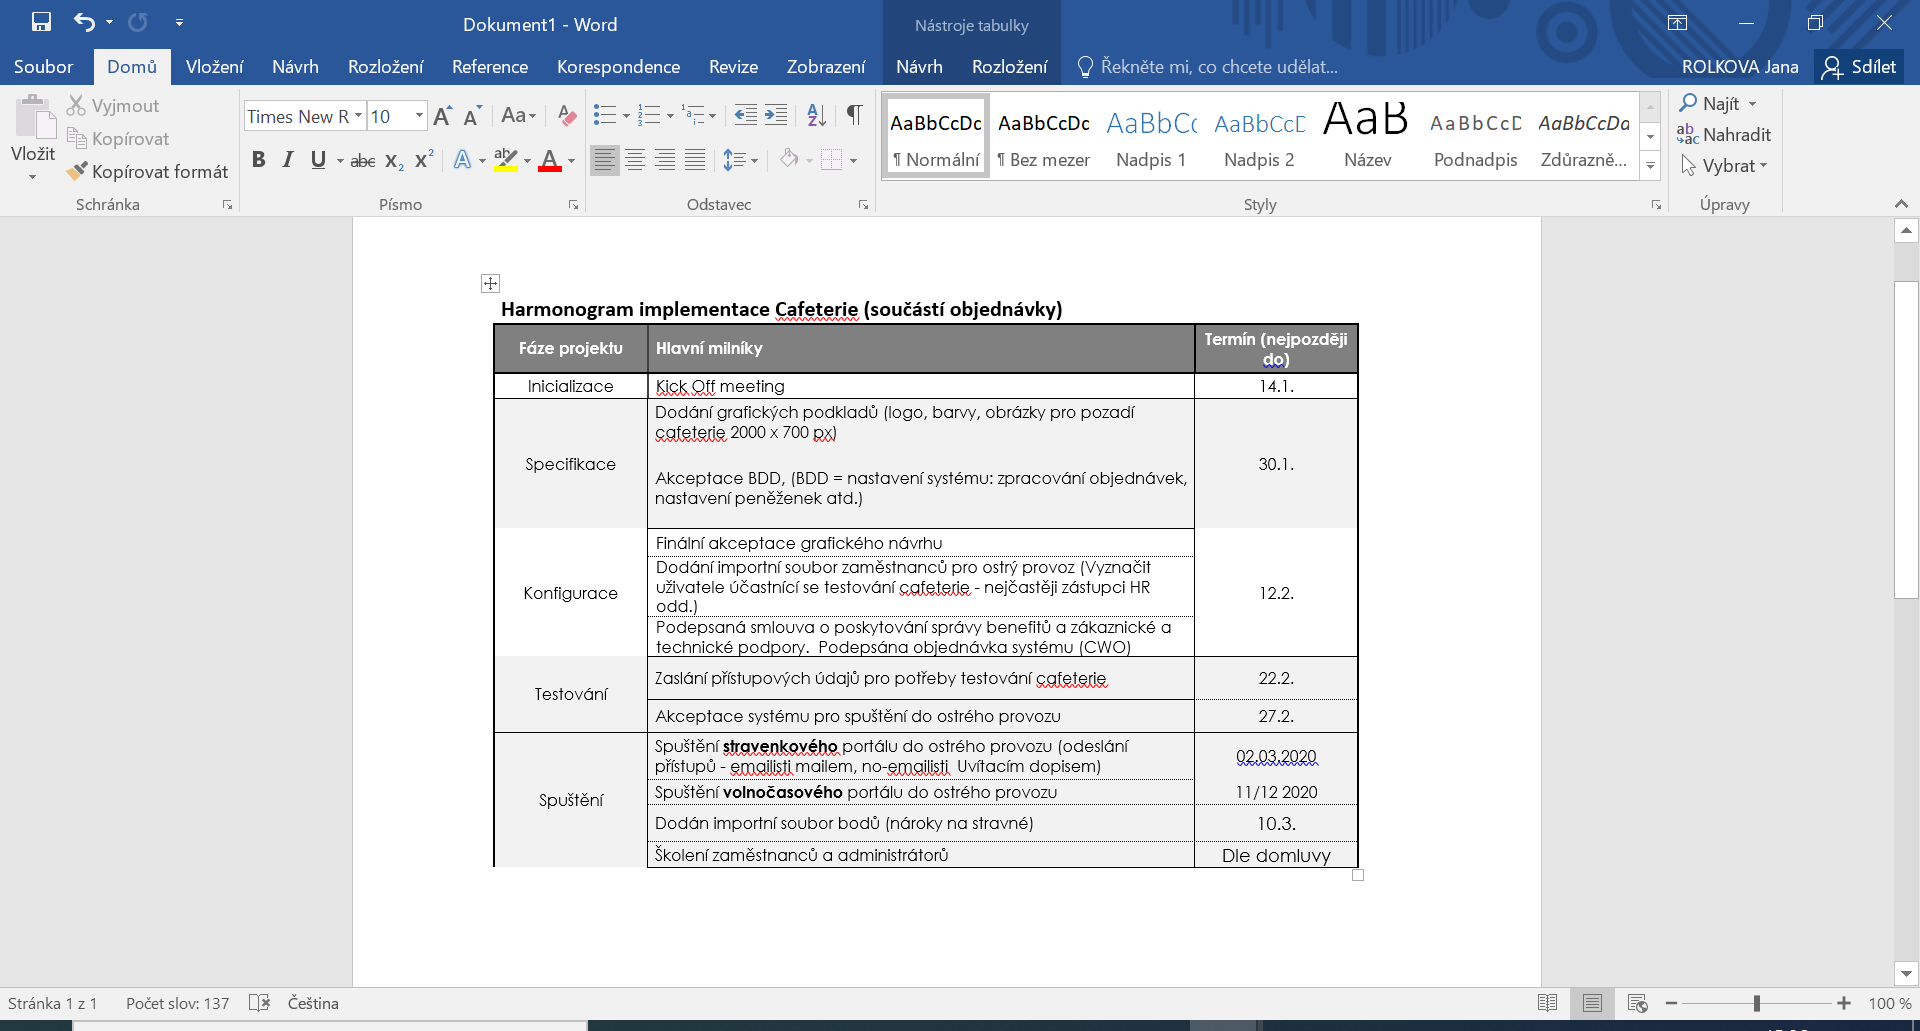 Dokument1 - Word
Nástroje tabulky
Soubor Domů Vložení Návrh Rozložení Reference Korespondence Revize Zobrazení Návrh Rozložení Řekněte mi, co chcete udělat... ROLKOVA Jana Sdílet
Vložit
Vyjmout
Kopírovat
Kopírovat formát
Schránka
Times New R 10
Písmo
Odstavec
AaBbCcDc AaBbCcDc AaBbCc AaBbCcD AaB AaBbCcD AaBbCcDa
¶ Normální ¶ Bez mezer Nadpis 1 Nadpis 2 Název Podnadpis Zdůrazně...
Styly
Najít
Nahradit
Vybrat
Úpravy
Harmonogram implementace Cafeterie (součástí objednávky)
Fáze projektu Hlavní milníky Termín (nejpozději
do)
Inicializace Kick Off meeting 14.1.
Specifikace
Dodání grafických podkladů (logo, barvy, obrázky pro pozadí
cafeterie 2000 x 700 px)
Akceptace BDD, (BDD = nastavení systému: zpracování objednávek,
nastavení peněženek atd.)
30.1.
Konfigurace
Finální akceptace grafického návrhu
Dodání importní soubor zaměstnanců pro ostrý provoz (Vyznačit
uživatele účastnící se testování cafeterie - nejčastěji zástupci HR
odd.)
Podepsaná smlouva o poskytování správy benefitů a zákaznické a
technické podpory.  Podepsána objednávka systému (CWO)
12.2.
Testování
Zaslání přístupových údajů pro potřeby testování cafeterie 22.2.
Akceptace systému pro spuštění do ostrého provozu 27.2.
Spuštění
Spuštění stravenkového portálu do ostrého provozu (odeslání
přístupů - emailisti mailem, no-emailisti  Uvítacím dopisem)
02.03.2020
Spuštění volnočasového portálu do ostrého provozu 11/12 2020
Dodán importní soubor bodů (nároky na stravné) 10.3.
Školení zaměstnanců a administrátorů Dle domluvy
Stránka 1 z 1 Počet slov: 137 Čeština 100 %